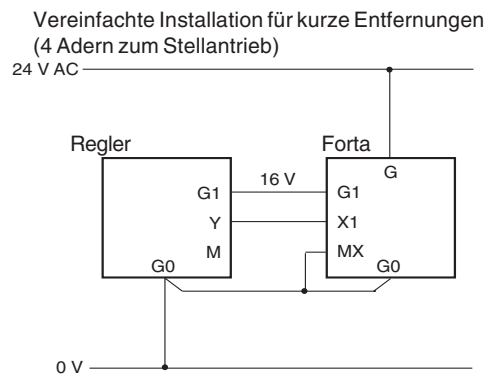 Vereinfachte Installation für kurze Entfernungen
(4 Adern zum Stellantrieb)
24 V AC
Regler
Forta
G
G1
16 V
G1
Y
X1
M
MX
G0
G0
0 V